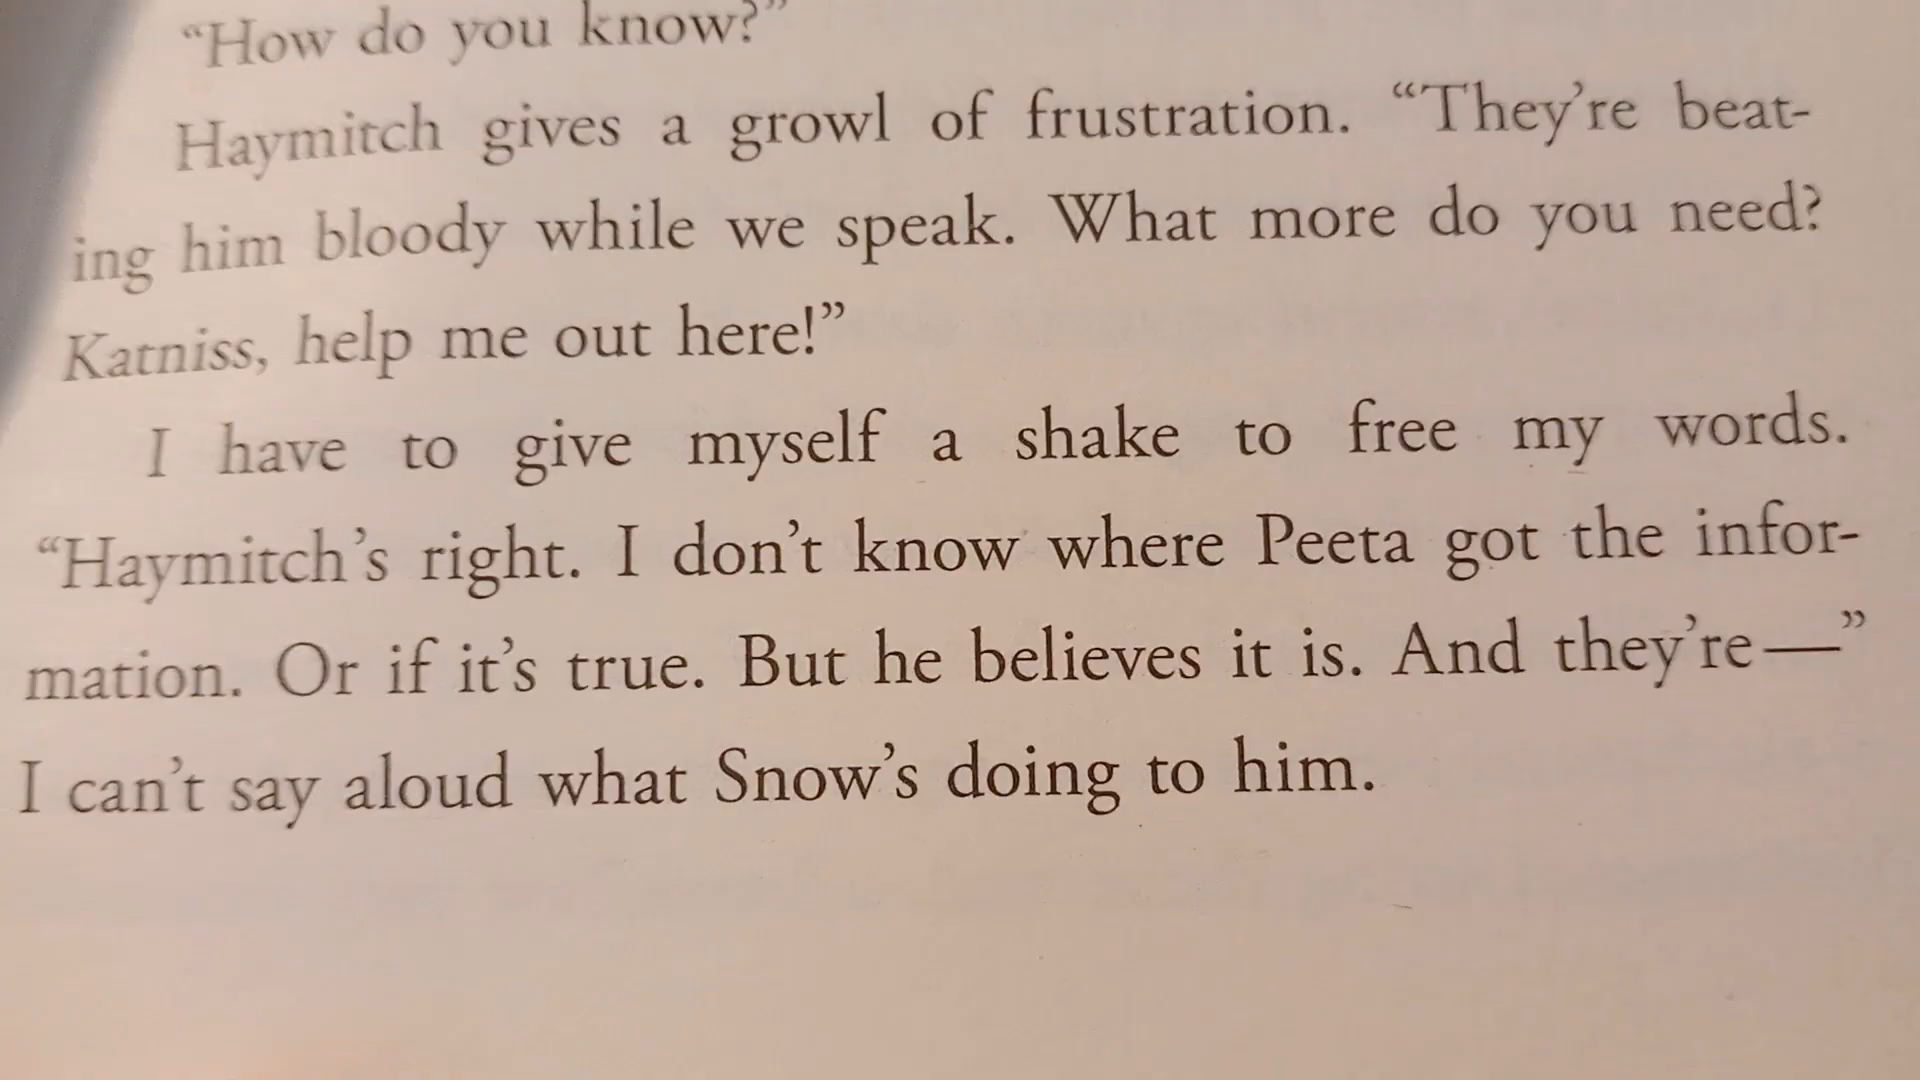 “How do you know?”
Haymitch gives a growl of frustration. “They’re beat-
ing him bloody while we speak. What more do you need?
Katniss, help me out here!”
I have to give myself a shake to free my words.
“Haymitch’s right. I don’t know where Peeta got the infor-
mation. Or if it’s true. But he believes it is. And they’re—”
I can’t say aloud what Snow’s doing to him.